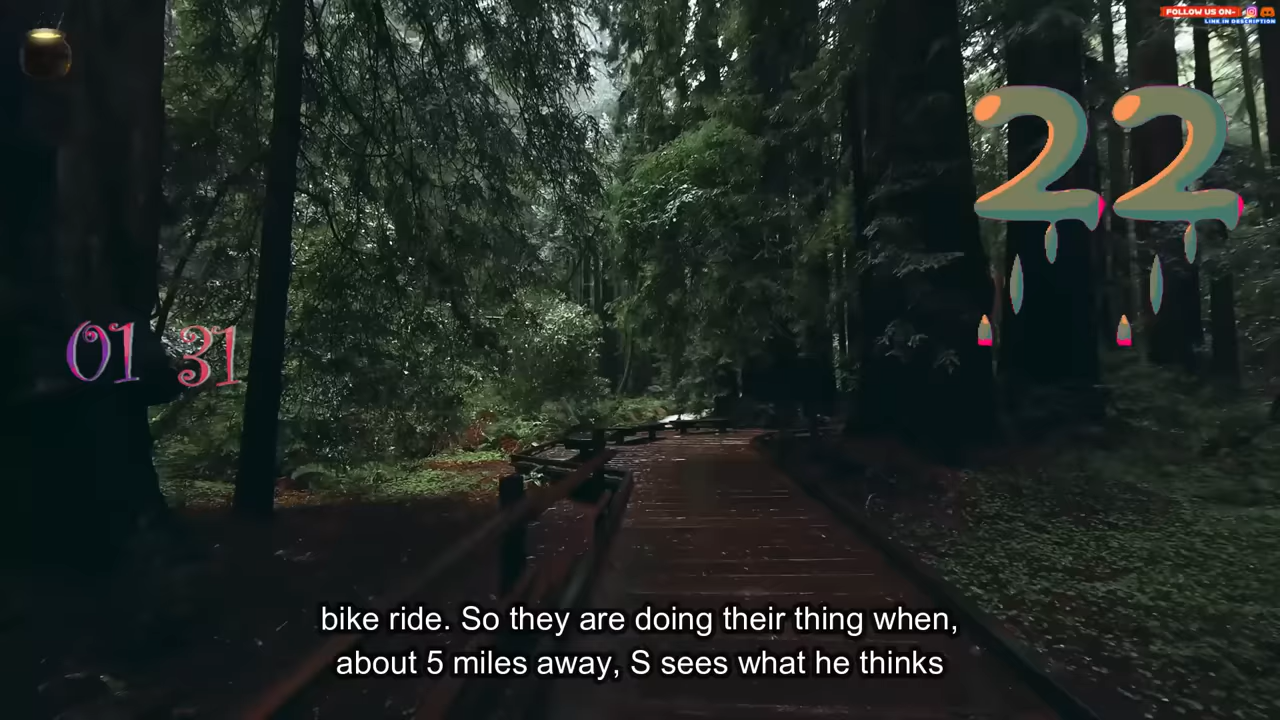 FOLLOW US ON-
LINK IN DESCRIPTION
22
01 31
bike ride. So they are doing their thing when,
about 5 miles away, S sees what he thinks